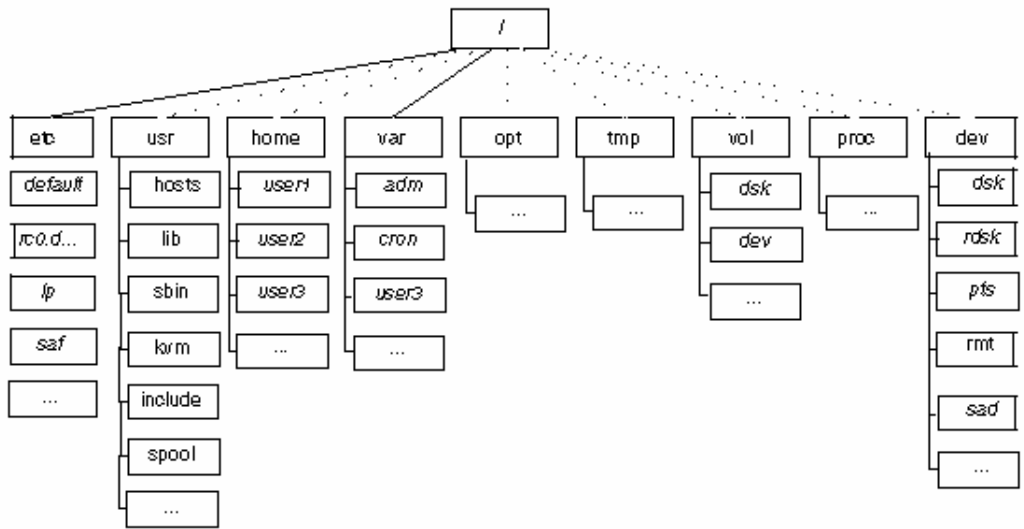 /
etc usr home var opt tmp vol proc dev
default hosts user1 adm ... ... dsk ... dsk
rc0.d... lib user2 cron dev rdsk
lp sbin user3 user3 ... pts
saf kvm ... ... rmt
... include sad
spool ...
...